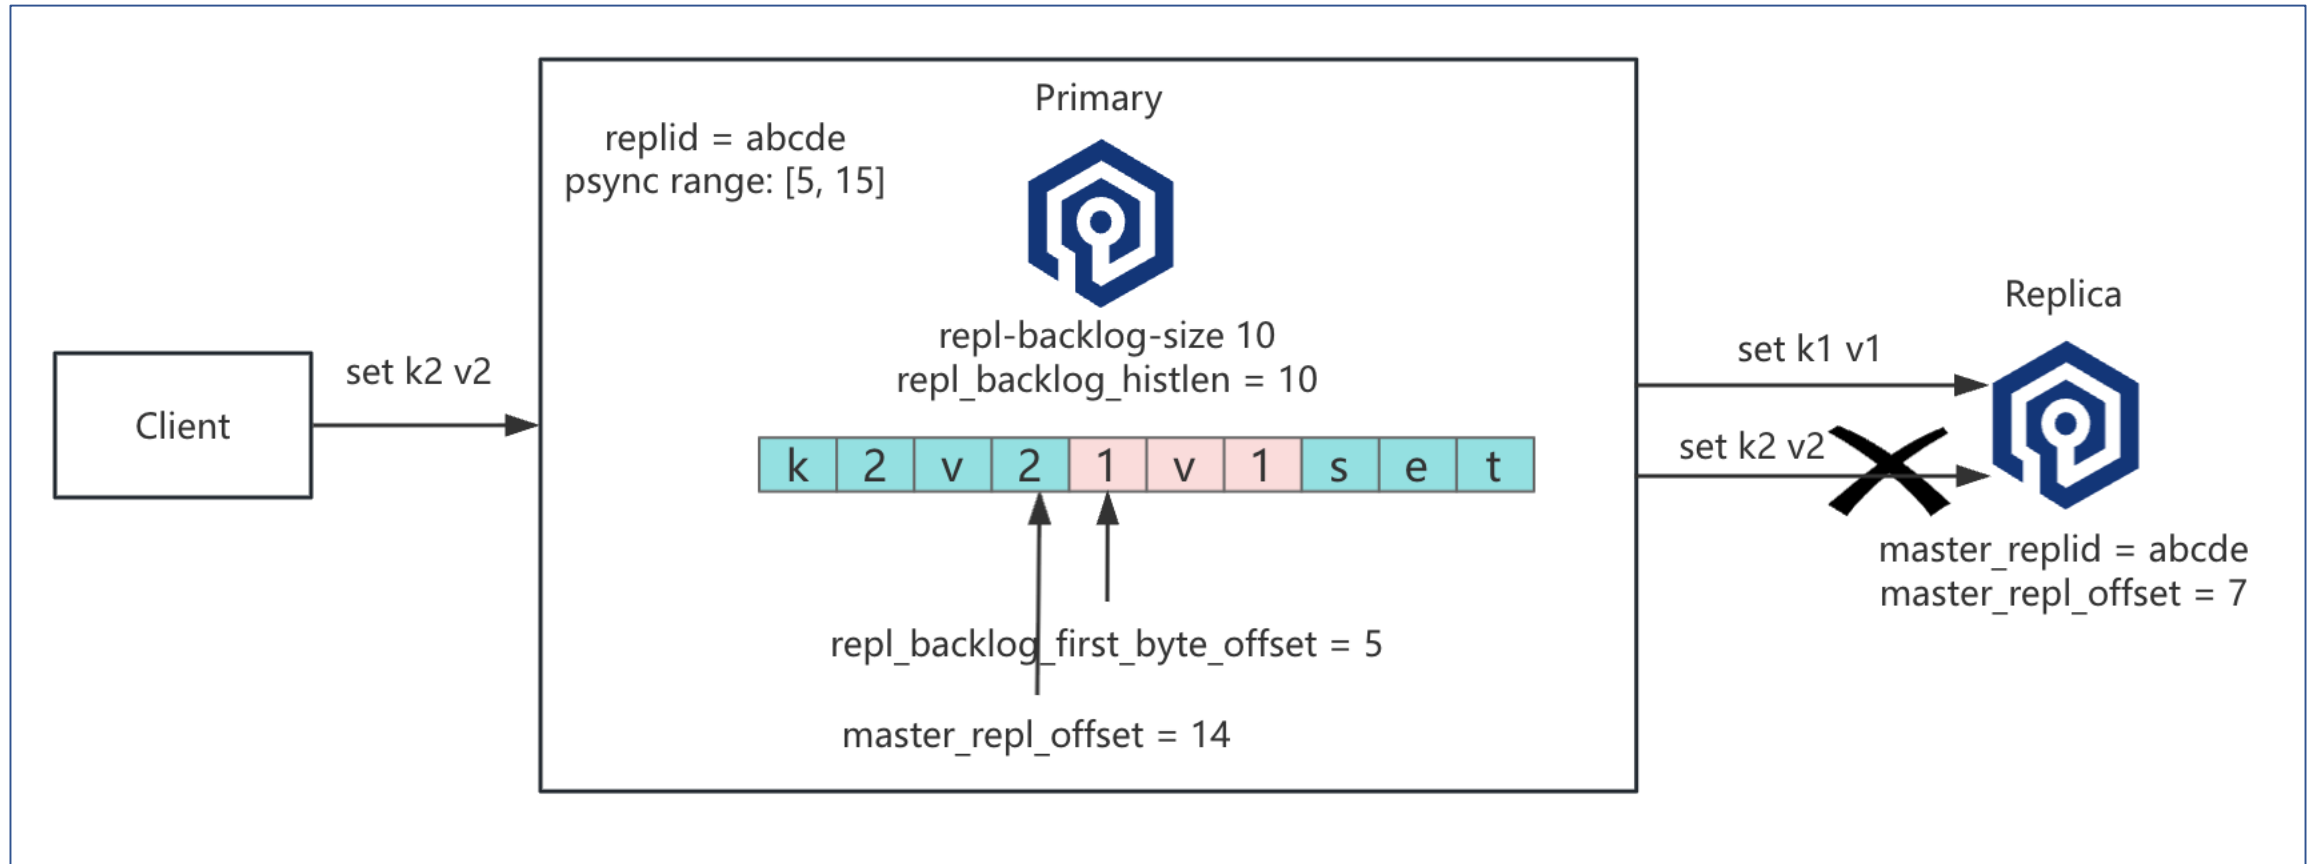 Primary
replid = abcde
psync range: [5, 15]
repl-backlog-size 10
repl_backlog_histlen = 10
Client
set k2 v2
k 2 v 2 1 v 1 s e t
repl_backlog_first_byte_offset = 5
master_repl_offset = 14
set k1 v1
set k2 v2
Replica
master_replid = abcde
master_repl_offset = 7